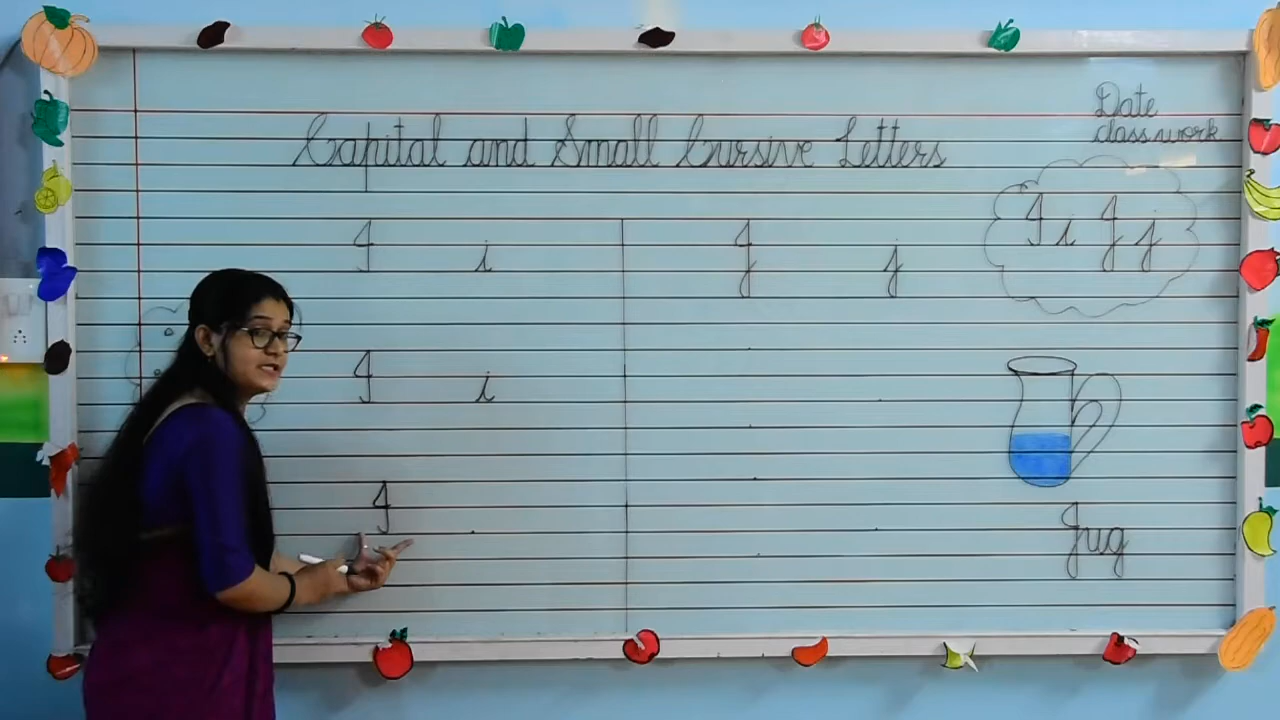 Date
classwork
Capital and Small Cursive Letters
I i J j
I i J j
I i
I
Jug